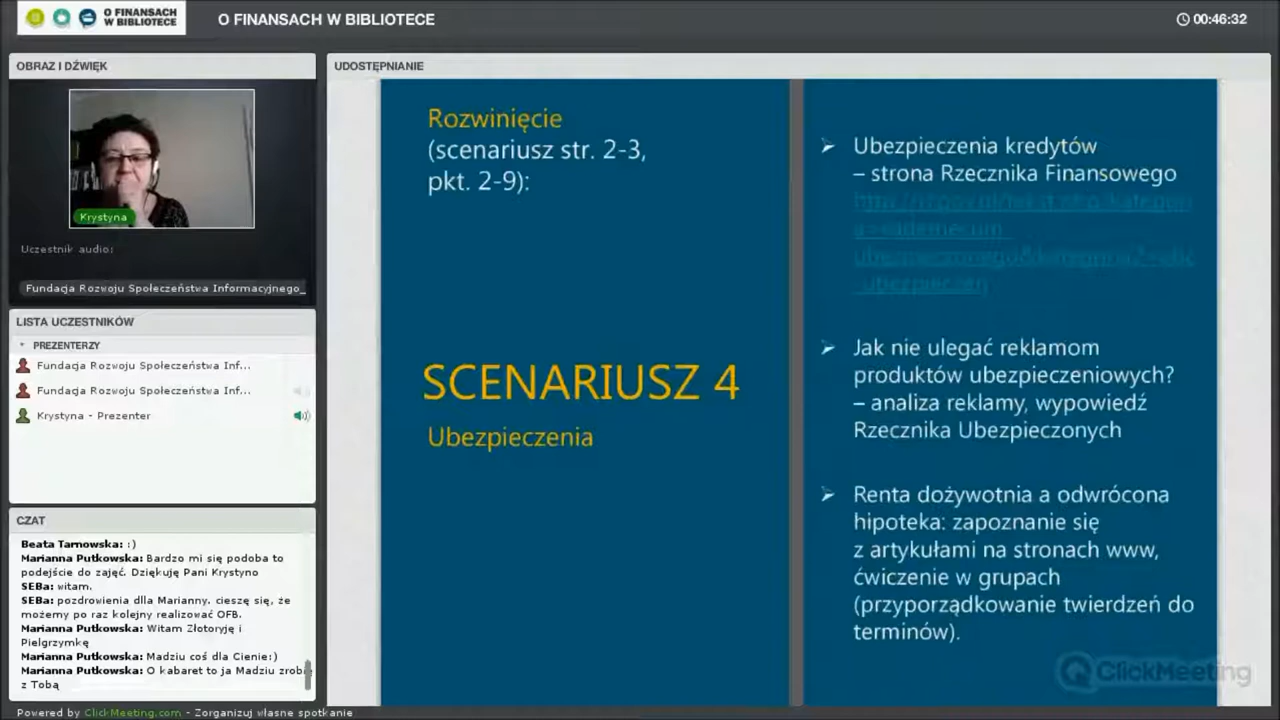 O FINANSACH
W BIBLIOTECE
O FINANSACH W BIBLIOTECE
00:46:32
OBRAZ I DŹWIĘK
Krystyna
Uczestnik audio:
Fundacja Rozwoju Społeczeństwa Informacyjnego_
LISTA UCZESTNIKÓW
PREZENTERZY
Fundacja Rozwoju Społeczeństwa Inf...
Fundacja Rozwoju Społeczeństwa Inf...
Krystyna - Prezenter
CZAT
Beata Tarnowska: :)
Marianna Putkowska: Bardzo mi się podoba to
podejście do zajęć. Dziękuję Pani Krystyno
SEBa: witam.
SEBa: pozdrowienia dlla Marianny. cieszę się, że
możemy po raz kolejny realizować OFB.
Marianna Putkowska: Witam Złotoryję i
Pielgrzymkę
Marianna Putkowska: Madziu coś dla Cienie:)
Marianna Putkowska: O kabaret to ja Madziu zrobię
z Tobą
UDOSTĘPNIANIE
Rozwinięcie
(scenariusz str. 2-3,
pkt. 2-9):
SCENARIUSZ 4
Ubezpieczenia
Ubezpieczenia kredytów
– strona Rzecznika Finansowego
Jak nie ulegać reklamom
produktów ubezpieczeniowych?
– analiza reklamy, wypowiedź
Rzecznika Ubezpieczonych
Renta dożywotnia a odwrócona
hipoteka: zapoznanie się
z artykułami na stronach www,
ćwiczenie w grupach
(przyporządkowanie twierdzeń do
terminów).
ClickMeeting
Powered by ClickMeeting.com - Zorganizuj własne spotkanie